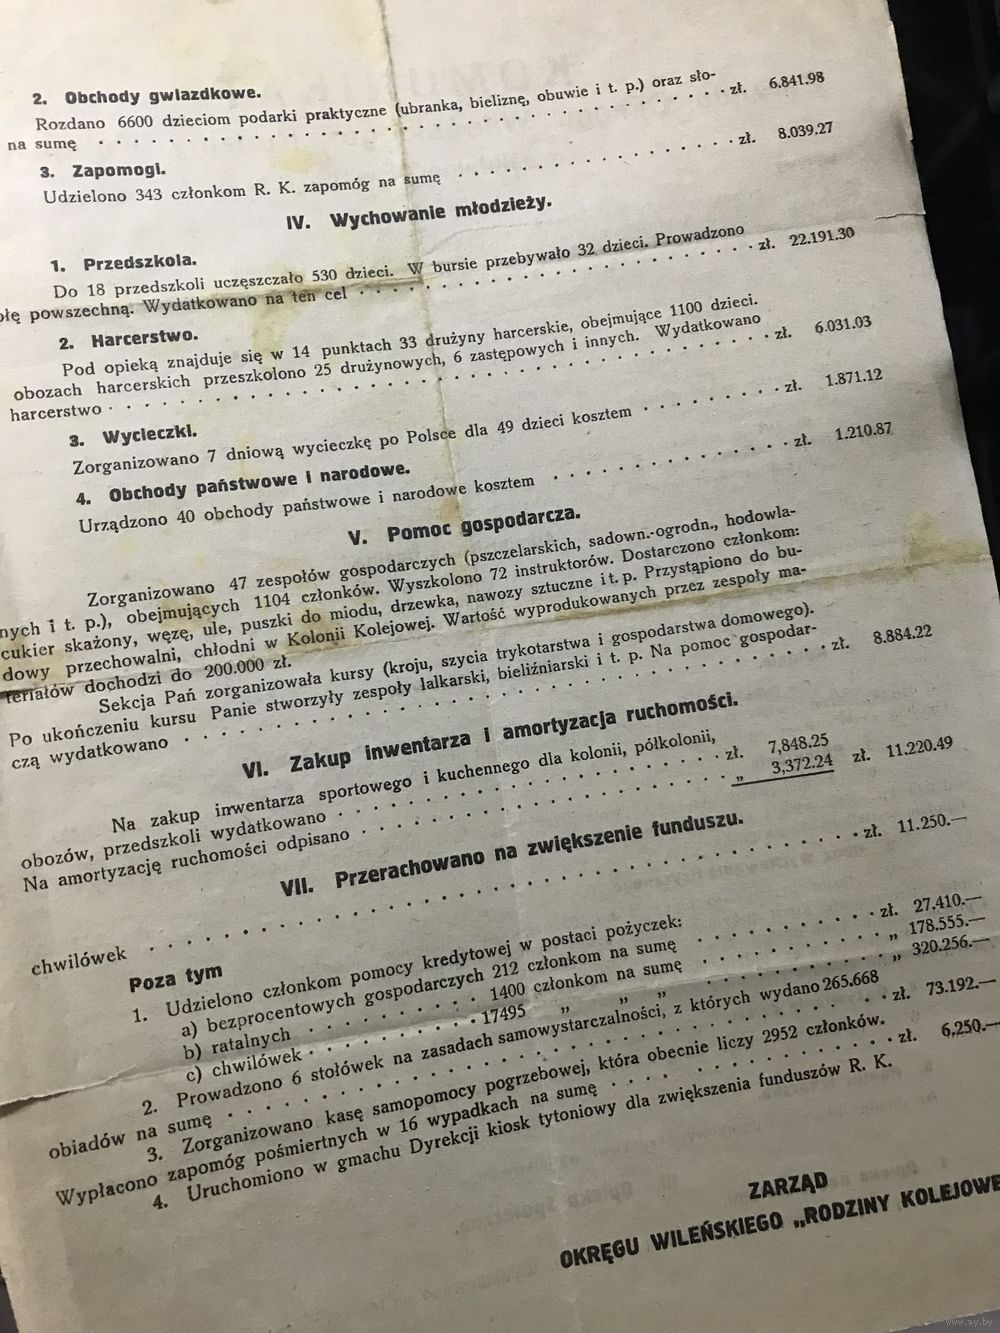 2. Obchody gwiazdkowe.
Rozdano 6600 dzieciom podarki praktyczne (ubranka, bieliznę, obuwie i t. p.) oraz sło-
na sumę . . . . . . . . . . . . . . . . . . . . zł. 6.841.98
3. Zapomogi.
Udzielono 343 członkom R. K. zapomóg na sumę . . . . . . . . . . . . zł. 8.039.27
IV. Wychowanie młodzieży.
1. Przedszkola.
Do 18 przedszkoli uczęszczało 530 dzieci. W bursie przebywało 32 dzieci. Prowadzono
ołę powszechną. Wydatkowano na ten cel . . . . . . . . . . . . . . . . zł. 22.191.30
2. Harcerstwo.
Pod opieką znajduje się w 14 punktach 33 drużyny harcerskie, obejmujące 1100 dzieci.
obozach harcerskich przeszkolono 25 drużynowych, 6 zastępowych i innych. Wydatkowano
harcerstwo . . . . . . . . . . . . . . . . . . . . zł. 6.031.03
3. Wycieczki.
Zorganizowano 7 dniową wycieczkę po Polsce dla 49 dzieci kosztem . . . . . . . . zł. 1.871.12
4. Obchody państwowe i narodowe.
Urządzono 40 obchody państwowe i narodowe kosztem . . . . . . . . . . . . zł. 1.210.87
V. Pomoc gospodarcza.
Zorganizowano 47 zespołów gospodarczych (pszczelarskich, sadown.-ogrodn., hodowla-
nych i t. p.), obejmujących 1104 członków. Wyszkolono 72 instruktorów. Dostarczono członkom:
cukier skażony, węzę, ule, puszki do miodu, drzewka, nawozy sztuczne i t. p. Przystąpiono do bu-
dowy przechowalni, chłodni w Kolonii Kolejowej. Wartość wyprodukowanych przez zespoły ma-
teriałów dochodzi do 200.000 zł.
Sekcja Pań zorganizowała kursy (kroju, szycia trykotarstwa i gospodarstwa domowego).
Po ukończeniu kursu Panie stworzyły zespoły lalkarski, bieliźniarski i t. p. Na pomoc gospodar-
czą wydatkowano . . . . . . . . . . . . . . . . . . . . zł. 8.884.22
VI. Zakup inwentarza i amortyzacja ruchomości.
Na zakup inwentarza sportowego i kuchennego dla kolonii, półkolonii,
obozów, przedszkoli wydatkowano . . . . . . . . . . . . . . . . zł. 7,848.25
Na amortyzację ruchomości odpisano . . . . . . . . . . . . . . . . „ 3,372.24 zł. 11.220.49
VII. Przerachowano na zwiększenie funduszu.
chwilówek . . . . . . . . . . . . . . . . . . . . zł. 11.250.—
Poza tym
1. Udzielono członkom pomocy kredytowej w postaci pożyczek:
a) bezprocentowych gospodarczych 212 członkom na sumę . . . . . . . . . . zł. 27.410.—
b) ratalnych . . . . . . . . . 1400 członkom na sumę . . . . . . . . . . „ 178.555.—
c) chwilówek . . . . . . . . . 17495 „ „ „ . . . . . . . . . . „ 320.256.—
2. Prowadzono 6 stołówek na zasadach samowystarczalności, z których wydano 265.668
obiadów na sumę . . . . . . . . . . . . . . . . . . . . zł. 73.192.—
3. Zorganizowano kasę samopomocy pogrzebowej, która obecnie liczy 2952 członków.
Wypłacono zapomóg pośmiertnych w 16 wypadkach na sumę . . . . . . . . . . zł. 6,250.—
4. Uruchomiono w gmachu Dyrekcji kiosk tytoniowy dla zwiększenia funduszów R. K.
ZARZĄD
OKRĘGU WILEŃSKIEGO „RODZINY KOLEJOWE
www.ay.by